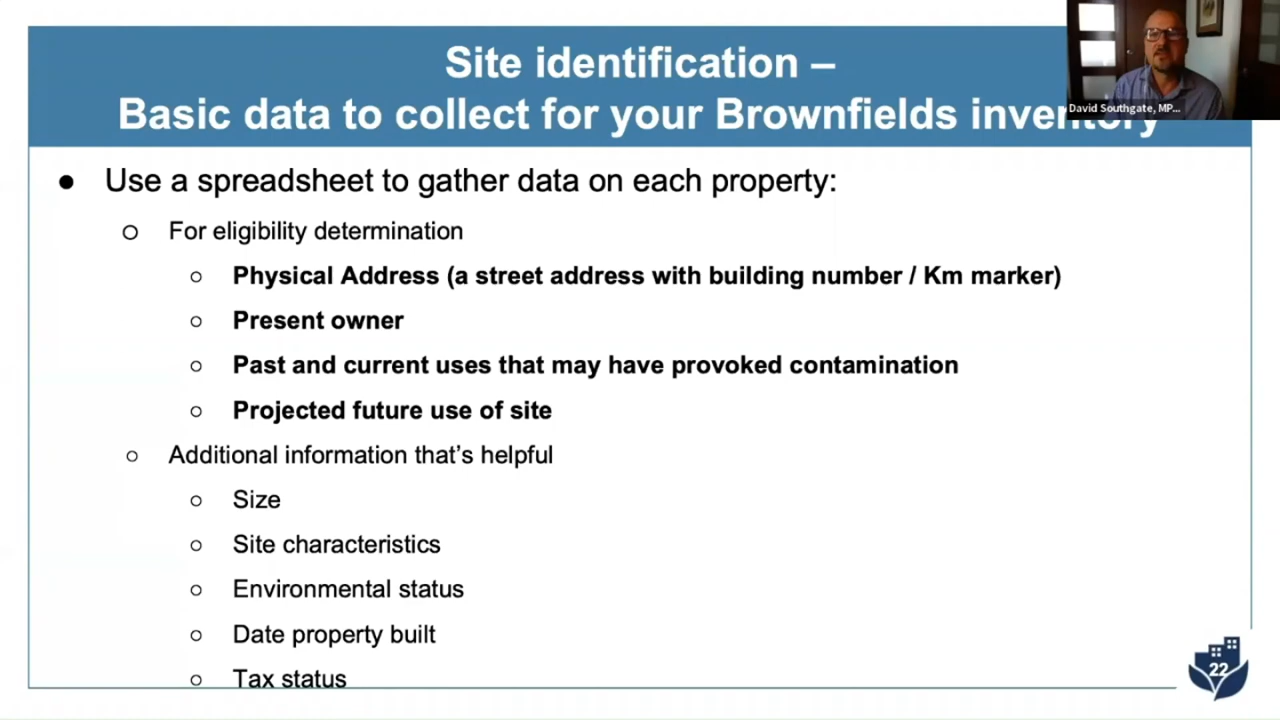 Site identification –
Basic data to collect for your Brownfields inventory
David Southgate, MP...
● Use a spreadsheet to gather data on each property:
○ For eligibility determination
○ Physical Address (a street address with building number / Km marker)
○ Present owner
○ Past and current uses that may have provoked contamination
○ Projected future use of site
○ Additional information that’s helpful
○ Size
○ Site characteristics
○ Environmental status
○ Date property built
○ Tax status
22